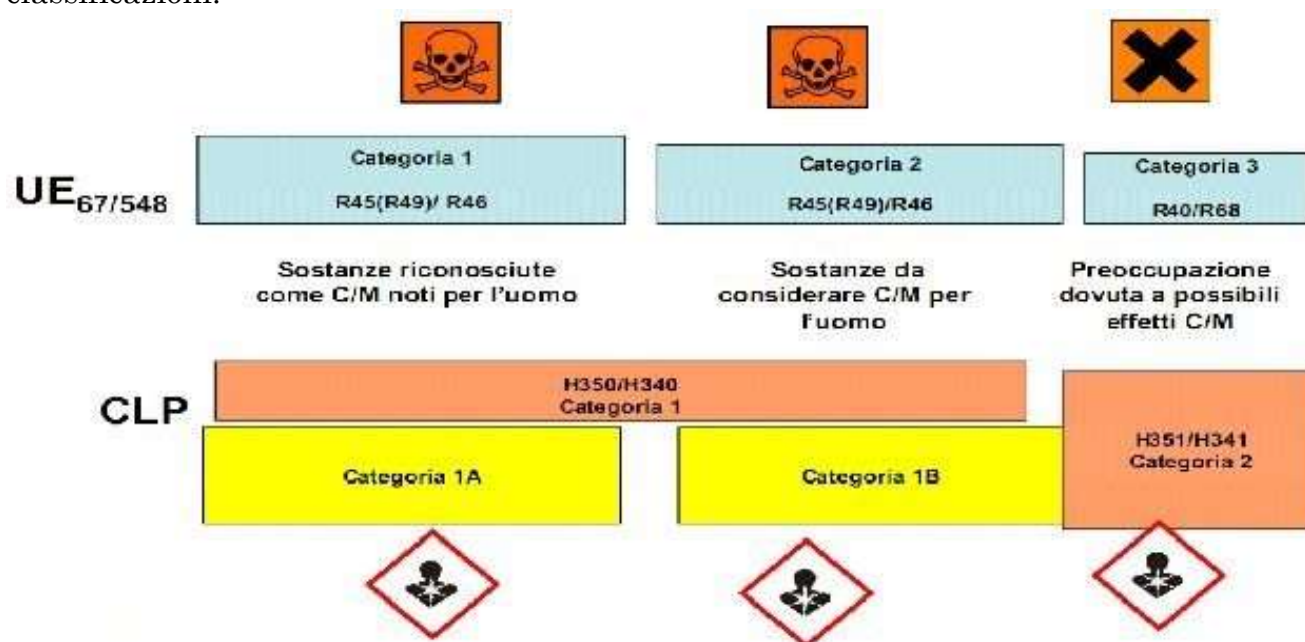 classificazioni.
Categoria 1
R45(R49)/ R46
Categoria 2
R45(R49)/R46
Categoria 3
R40/R68
UE67/548
Sostanze riconosciute
come C/M noti per l'uomo
Sostanze da
considerare C/M per
l'uomo
Preoccupazione
dovuta a possibili
effetti C/M
CLP
H350/H340
Categoria 1
Categoria 1A
Categoria 1B
H351/H341
Categoria 2